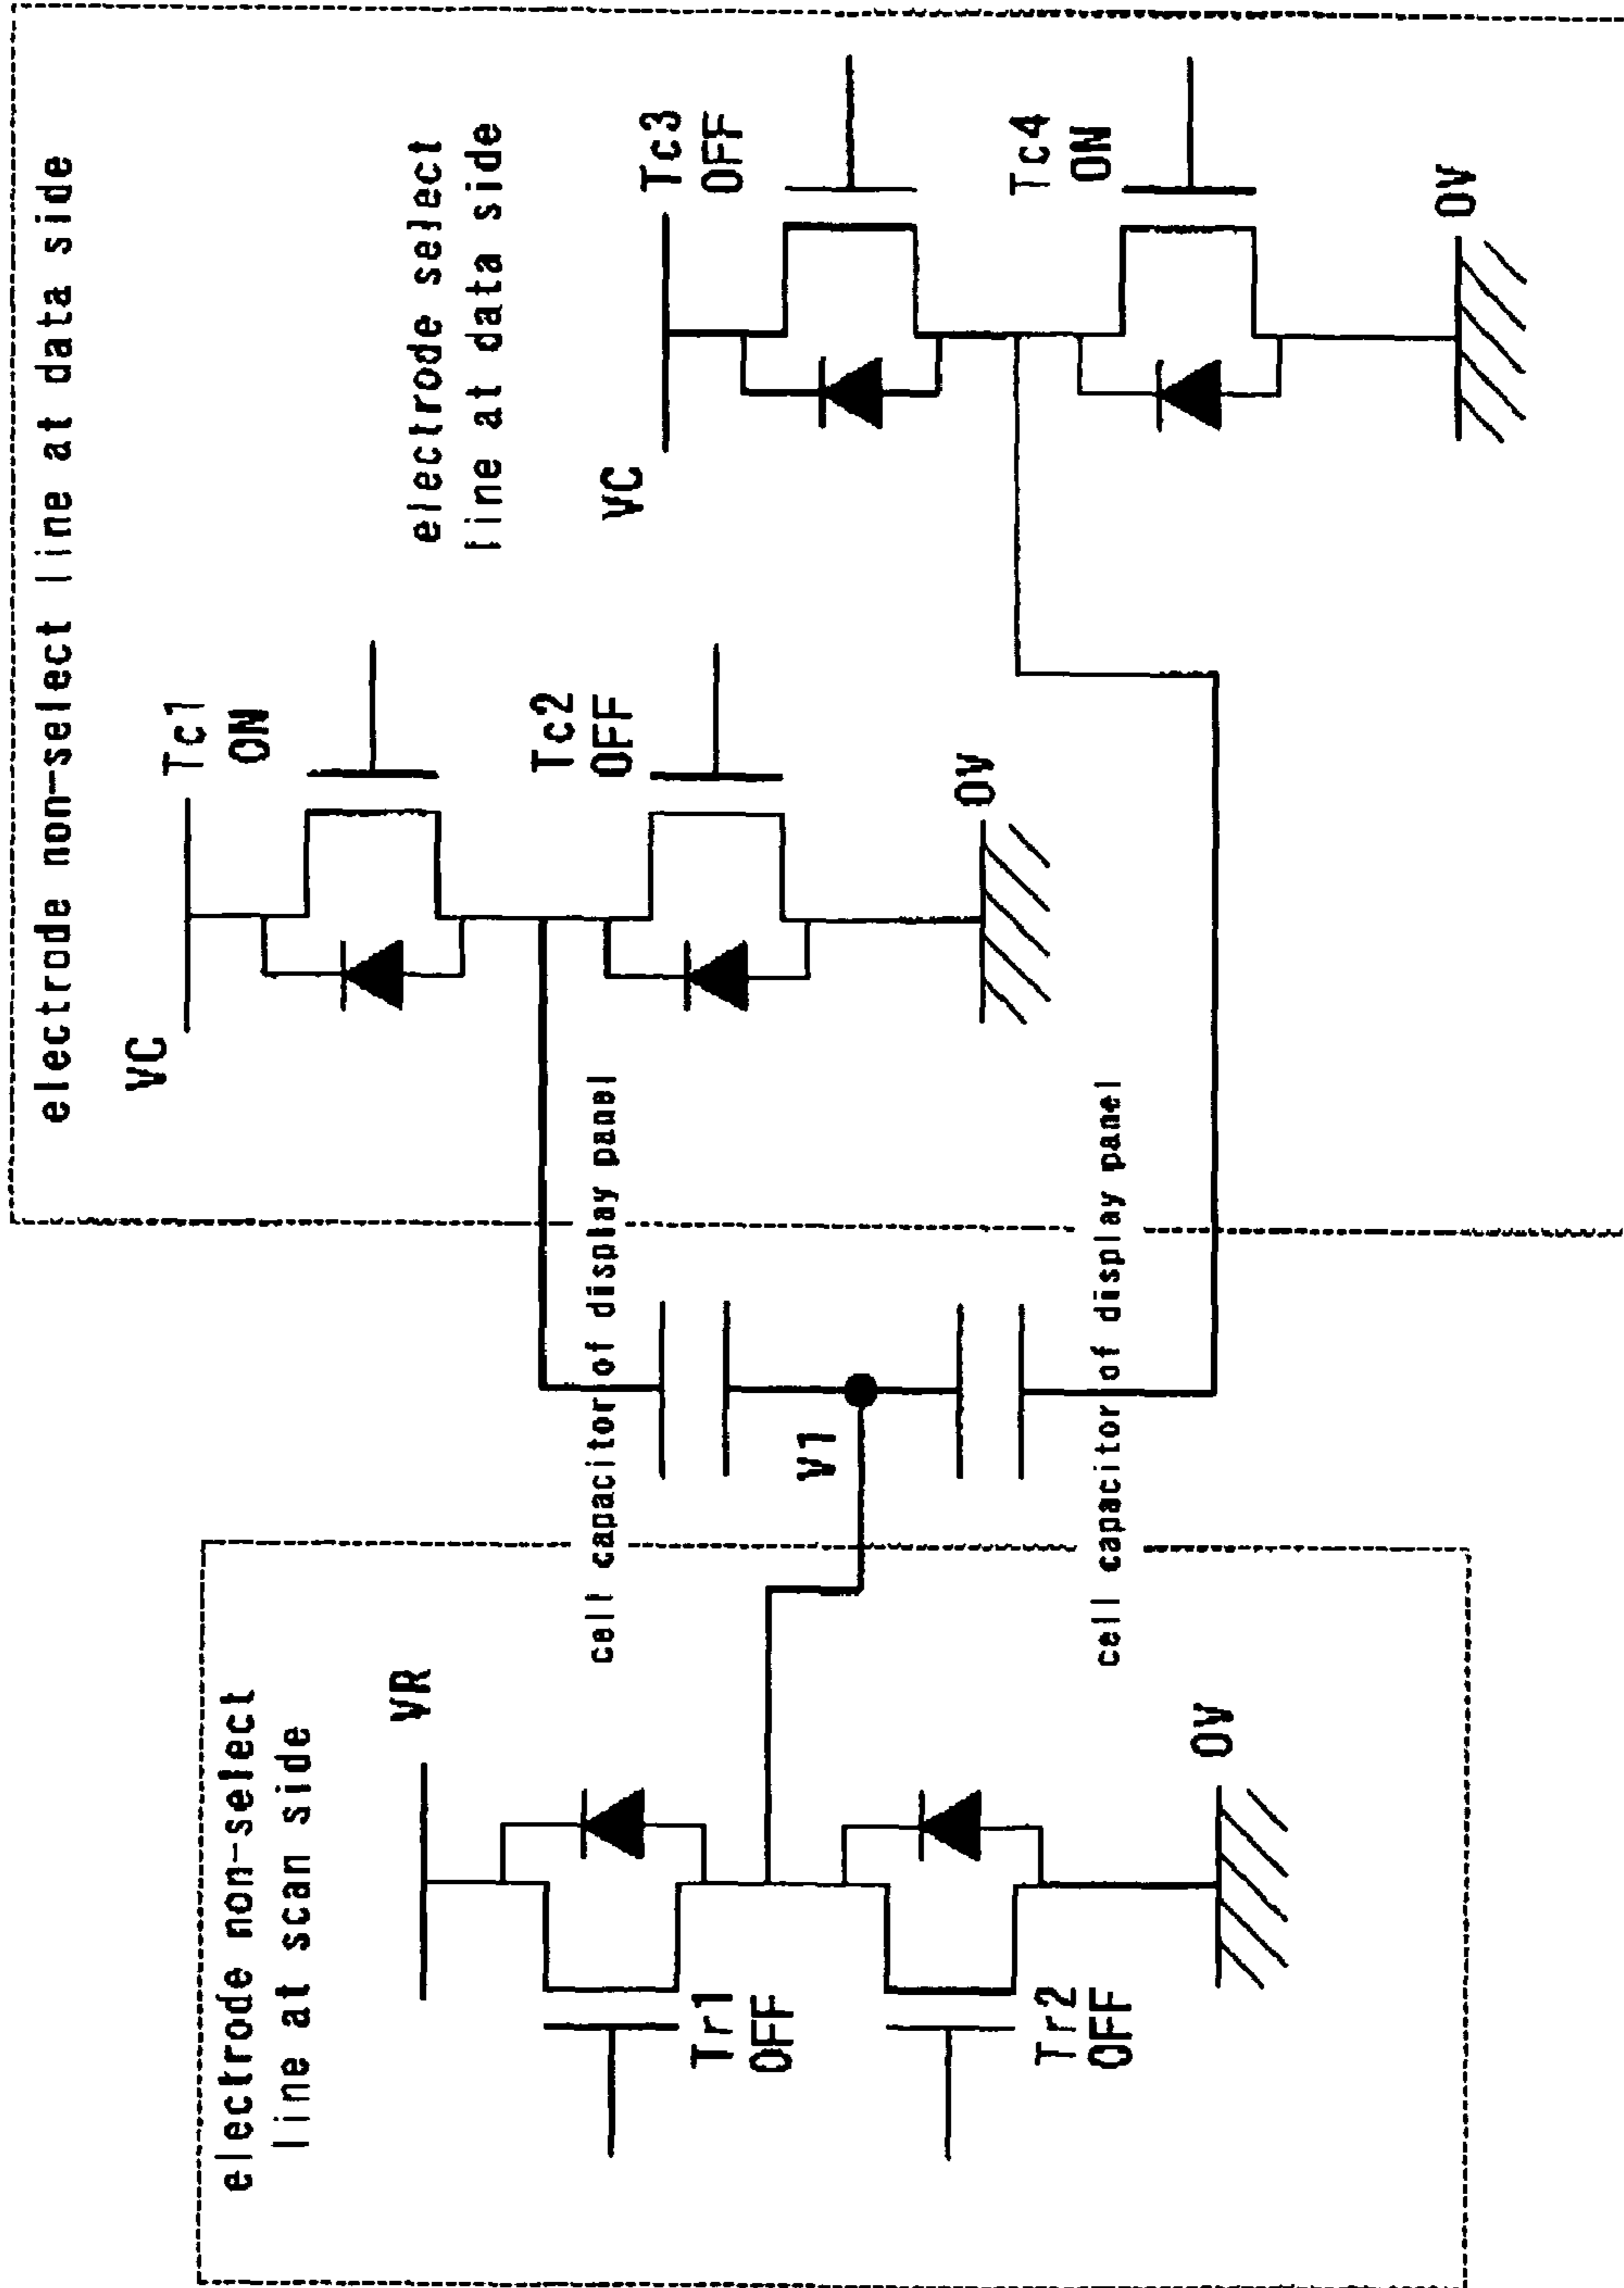 electrode non-select
line at scan side
VR
Tr1
OFF
Tr2
OFF
0V
cell capacitor of display panel
V1
cell capacitor of display panel
electrode non-select line at data side
VC
Tc1
ON
Tc2
OFF
0V
electrode select
line at data side
VC
Tc3
OFF
Tc4
ON
0V